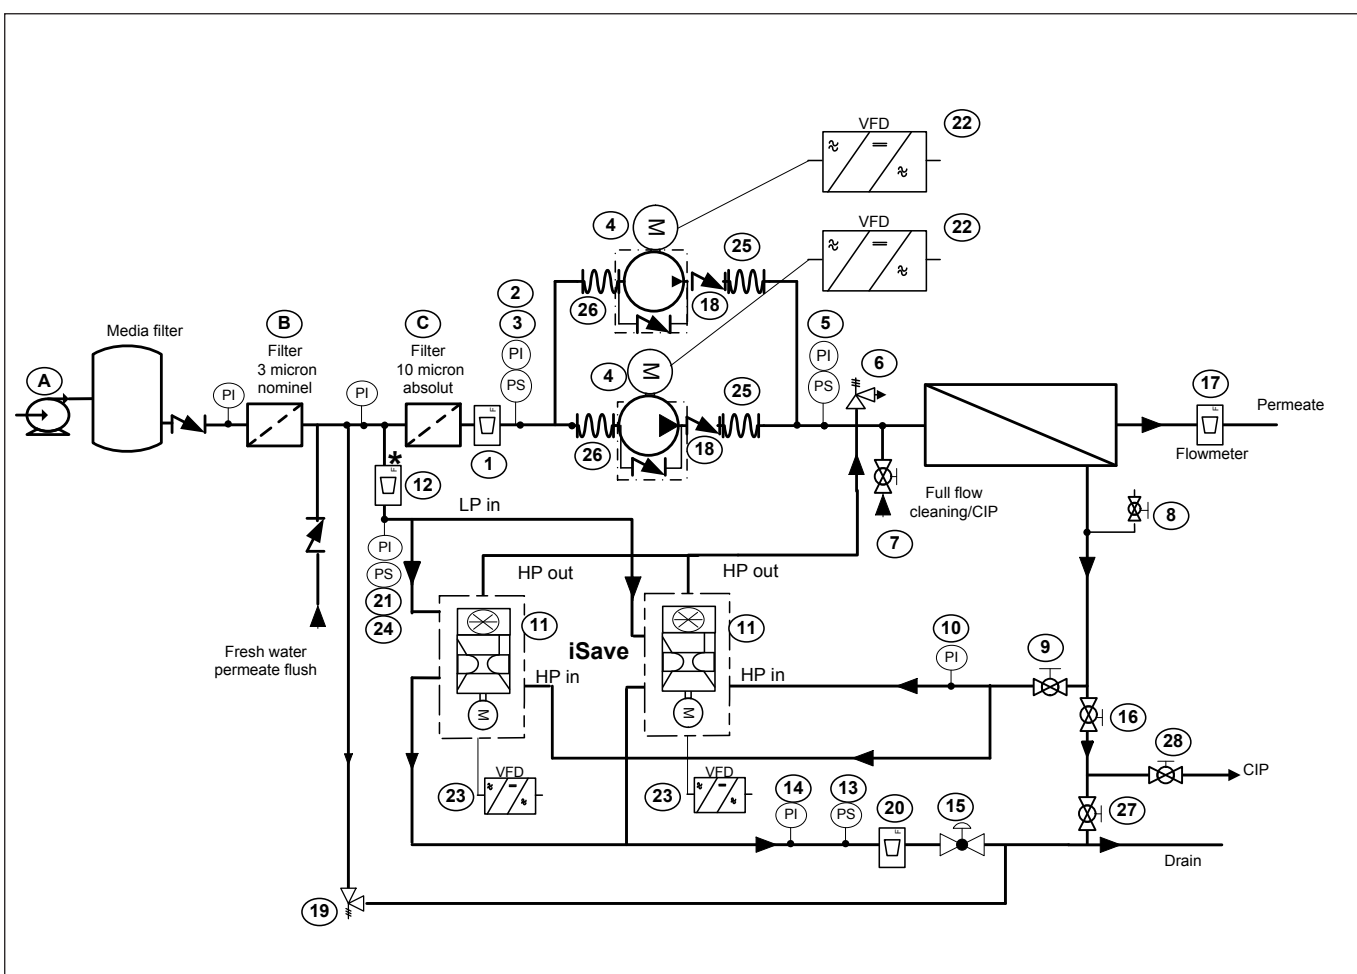 VFD
22
VFD
22
4
M
25
26
18
2
3
PI
PS
5
PI
PS
6
Media filter
B
Filter
3 micron
nominel
C
Filter
10 micron
absolut
A
PI
PI
F
1
4
M
25
26
18
17
F
Permeate
Flowmeter
*
F
12
LP in
Full flow
cleaning/CIP
7
8
PI
PS
21
24
HP out
HP out
Fresh water
permeate flush
11
iSave
11
10
PI
9
HP in
HP in
M
M
16
28
CIP
VFD
23
VFD
23
14
PI
13
PS
20
F
15
27
Drain
19